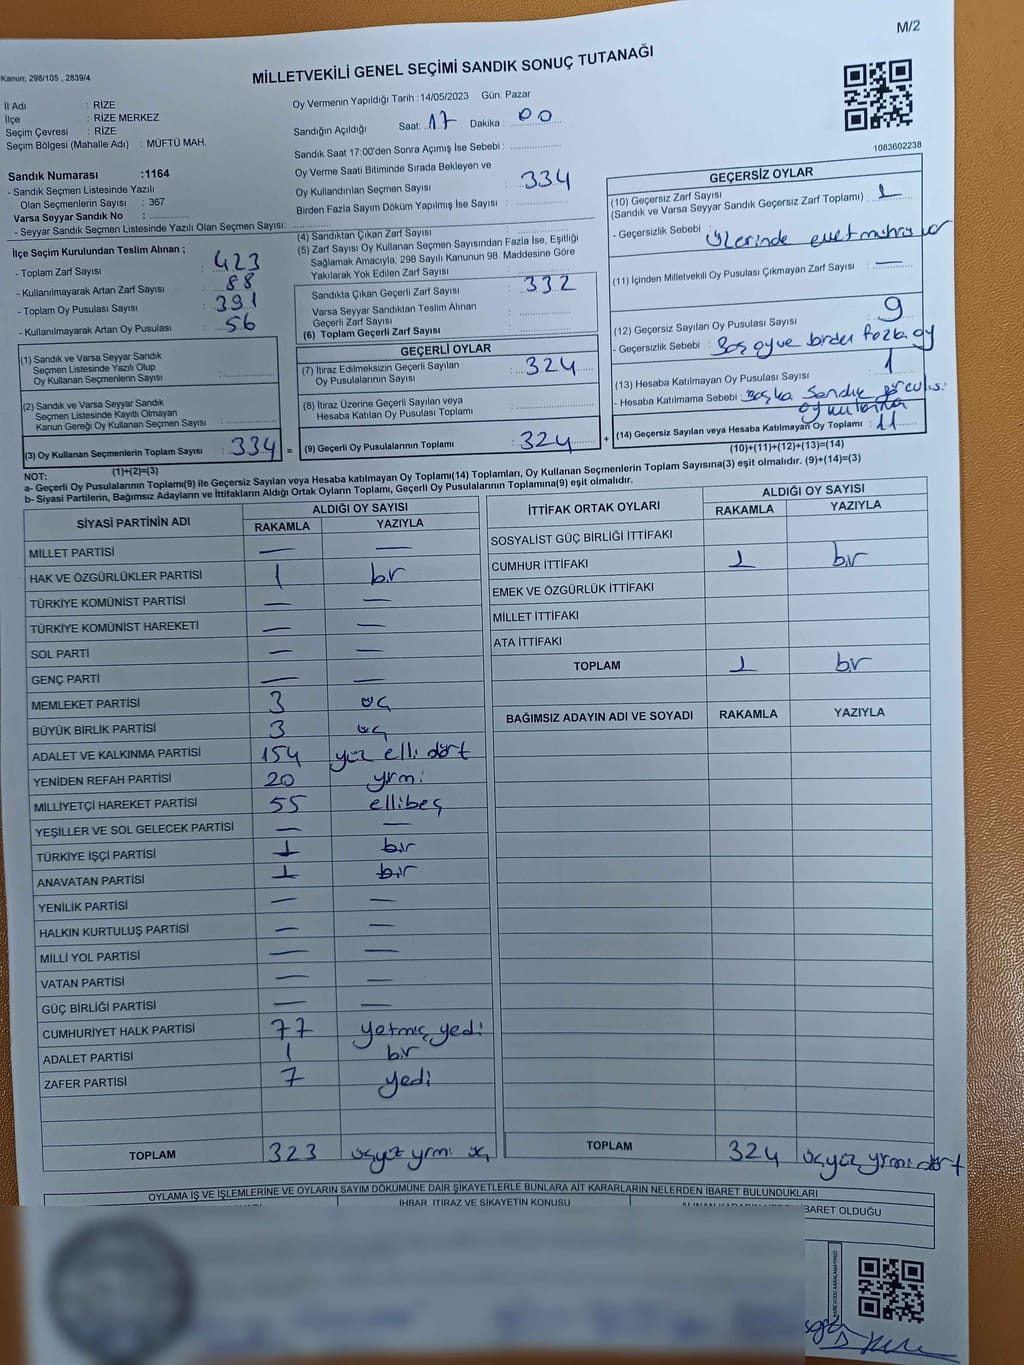 M/2
Kanun; 298/105 , 2839/4
MİLLETVEKİLİ GENEL SEÇİMİ SANDIK SONUÇ TUTANAĞI
İl Adı : RİZE
İlçe : RİZE MERKEZ
Seçim Çevresi : RİZE
Seçim Bölgesi (Mahalle Adı) : MÜFTÜ MAH.
Sandık Numarası :1164
- Sandık Seçmen Listesinde Yazılı
Olan Seçmenlerin Sayısı : 367
Varsa Seyyar Sandık No :
- Seyyar Sandık Seçmen Listesinde Yazılı Olan Seçmen Sayısı:
Oy Vermenin Yapıldığı Tarih : 14/05/2023 Gün: Pazar
Sandığın Açıldığı Saat: 17 Dakika : 00
Sandık Saat 17:00'den Sonra Açılmış İse Sebebi :
Oy Verme Saati Bitiminde Sırada Bekleyen ve
Oy Kullandırılan Seçmen Sayısı : 334
Birden Fazla Sayım Döküm Yapılmış İse Sayısı :
1083602238
İlçe Seçim Kurulundan Teslim Alınan ;
- Toplam Zarf Sayısı : 423
- Kullanılmayarak Artan Zarf Sayısı : 88
- Toplam Oy Pusulası Sayısı : 391
- Kullanılmayarak Artan Oy Pusulası : 56
(1) Sandık ve Varsa Seyyar Sandık
Seçmen Listesinde Yazılı Olup
Oy Kullanan Seçmenlerin Sayısı :
(2) Sandık ve Varsa Seyyar Sandık
Seçmen Listesinde Kayıtlı Olmayan
Kanun Gereği Oy Kullanan Seçmen Sayısı :
(3) Oy Kullanan Seçmenlerin Toplam Sayısı : 334 =
(1)+(2)=(3)
(4) Sandıktan Çıkan Zarf Sayısı :
(5) Zarf Sayısı Oy Kullanan Seçmen Sayısından Fazla İse, Eşitliği
Sağlamak Amacıyla, 298 Sayılı Kanunun 98. Maddesine Göre
Yakılarak Yok Edilen Zarf Sayısı :
Sandıkta Çıkan Geçerli Zarf Sayısı : 332
Varsa Seyyar Sandıktan Teslim Alınan
Geçerli Zarf Sayısı :
(6) Toplam Geçerli Zarf Sayısı :
GEÇERLİ OYLAR
(7) İtiraz Edilmeksizin Geçerli Sayılan
Oy Pusulalarının Sayısı : 324
(8) İtiraz Üzerine Geçerli Sayılan veya
Hesaba Katılan Oy Pusulası Toplamı :
(9) Geçerli Oy Pusulalarının Toplamı : 324 +
GEÇERSİZ OYLAR
(10) Geçersiz Zarf Sayısı : 1
(Sandık ve Varsa Seyyar Sandık Geçersiz Zarf Toplamı)
- Geçersizlik Sebebi : üzerinde evet mührü var
(11) İçinden Milletvekili Oy Pusulası Çıkmayan Zarf Sayısı : —
(12) Geçersiz Sayılan Oy Pusulası Sayısı : 9
- Geçersizlik Sebebi : Boş oy ve birden fazla oy
(13) Hesaba Katılmayan Oy Pusulası Sayısı : 1
- Hesaba Katılmama Sebebi : Başka Sandık
(14) Geçersiz Sayılan veya Hesaba Katılmayan Oy Toplamı : 11
(10)+(11)+(12)+(13)=(14)
NOT:
a- Geçerli Oy Pusulalarının Toplamı(9) ile Geçersiz Sayılan veya Hesaba katılmayan Oy Toplamı(14) Toplamları, Oy Kullanan Seçmenlerin Toplam Sayısına(3) eşit olmalıdır. (9)+(14)=(3)
b- Siyasi Partilerin, Bağımsız Adayların ve İttifakların Aldığı Ortak Oyların Toplamı, Geçerli Oy Pusulalarının Toplamına(9) eşit olmalıdır.
SİYASİ PARTİNİN ADI ALDIĞI OY SAYISI
RAKAMLA YAZIYLA
MİLLET PARTİSİ — —
HAK VE ÖZGÜRLÜKLER PARTİSİ 1 bir
TÜRKİYE KOMÜNİST PARTİSİ — —
TÜRKİYE KOMÜNİST HAREKETİ — —
SOL PARTİ — —
GENÇ PARTİ — —
MEMLEKET PARTİSİ 3 üç
BÜYÜK BİRLİK PARTİSİ 3 üç
ADALET VE KALKINMA PARTİSİ 154 yüz elli dört
YENİDEN REFAH PARTİSİ 20 yrmi
MİLLİYETÇİ HAREKET PARTİSİ 55 ellibeş
YEŞİLLER VE SOL GELECEK PARTİSİ — —
TÜRKİYE İŞÇİ PARTİSİ 1 bir
ANAVATAN PARTİSİ 1 bir
YENİLİK PARTİSİ — —
HALKIN KURTULUŞ PARTİSİ — —
MİLLİ YOL PARTİSİ — —
VATAN PARTİSİ — —
GÜÇ BİRLİĞİ PARTİSİ — —
CUMHURİYET HALK PARTİSİ 77 yetmiş yedi
ADALET PARTİSİ 1 bir
ZAFER PARTİSİ 7 yedi
TOPLAM 323 üçyüz yrmi üç
İTTİFAK ORTAK OYLARI ALDIĞI OY SAYISI
RAKAMLA YAZIYLA
SOSYALİST GÜÇ BİRLİĞİ İTTİFAKI
CUMHUR İTTİFAKI 1 bir
EMEK VE ÖZGÜRLÜK İTTİFAKI
MİLLET İTTİFAKI
ATA İTTİFAKI
TOPLAM 1 bir
BAĞIMSIZ ADAYIN ADI VE SOYADI RAKAMLA YAZIYLA
TOPLAM 324 üçyüz yrmi dört
OYLAMA İŞ VE İŞLEMLERİNE VE OYLARIN SAYIM DÖKÜMÜNE DAİR ŞİKAYETLERLE BUNLARA AİT KARARLARIN NELERDEN İBARET BULUNDUKLARI
İHBAR, İTİRAZ VE ŞİKAYETİN KONUSU
İBARET OLDUĞU